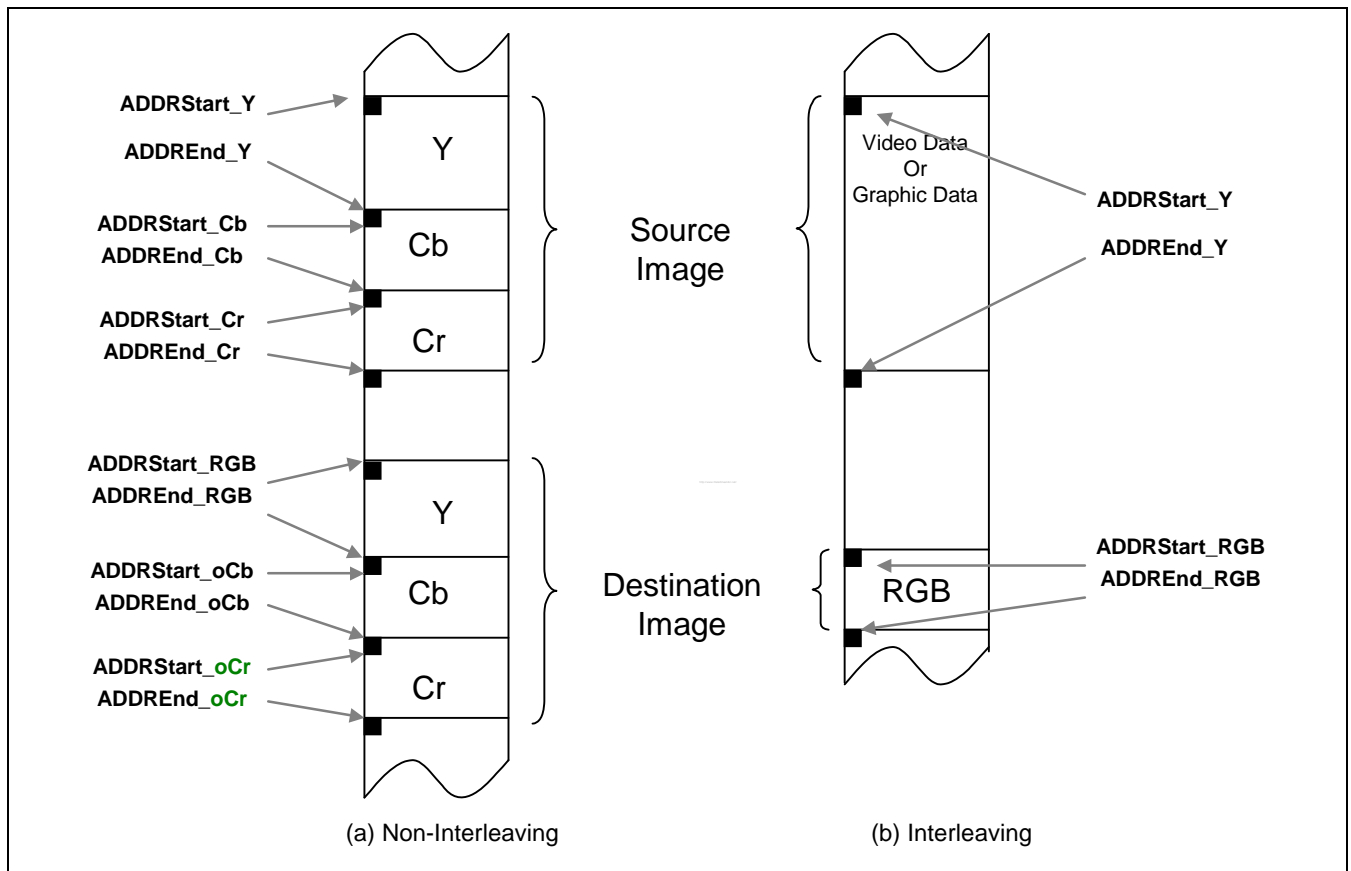 ADDRStart_Y
ADDREnd_Y
ADDRStart_Cb
ADDREnd_Cb
ADDRStart_Cr
ADDREnd_Cr
ADDRStart_RGB
ADDREnd_RGB
ADDRStart_oCb
ADDREnd_oCb
ADDRStart_oCr
ADDREnd_oCr
Y
Cb
Cr
Y
Cb
Cr
(a) Non-Interleaving
Source
Image
Destination
Image
Video Data
Or
Graphic Data
RGB
ADDRStart_Y
ADDREnd_Y
ADDRStart_RGB
ADDREnd_RGB
(b) Interleaving